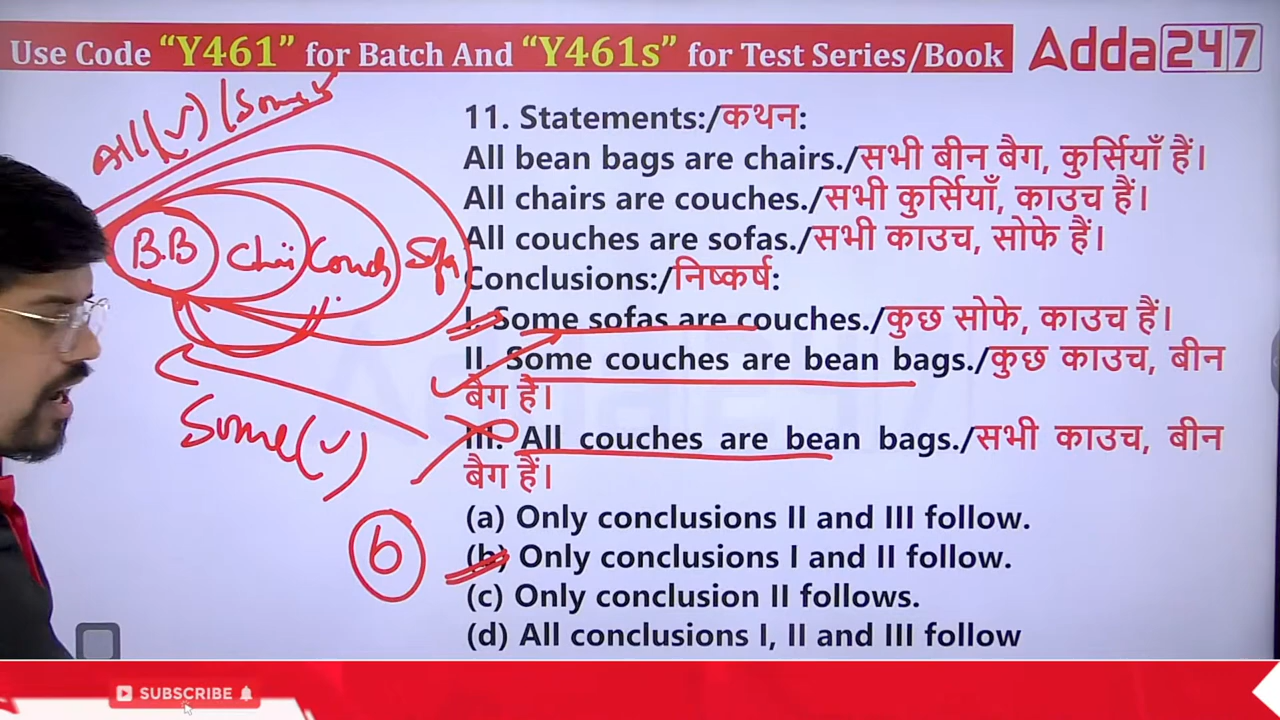 Use Code "Y461" for Batch And "Y461s" for Test Series/Book
Adda247
All(✓) (Some
11. Statements:/कथन:
All bean bags are chairs./सभी बीन बैग, कुर्सियाँ हैं।
All chairs are couches./सभी कुर्सियाँ, काउच हैं।
All couches are sofas./सभी काउच, सोफे हैं।
B.B Chair Couch Sofa
Conclusions:/निष्कर्ष:
I. Some sofas are couches./कुछ सोफे, काउच हैं।
II. Some couches are bean bags./कुछ काउच, बीन
बैग हैं।
III. All couches are bean bags./सभी काउच, बीन
बैग हैं।
Some(✓)
(a) Only conclusions II and III follow.
(b) Only conclusions I and II follow.
b
(c) Only conclusion II follows.
(d) All conclusions I, II and III follow
SUBSCRIBE